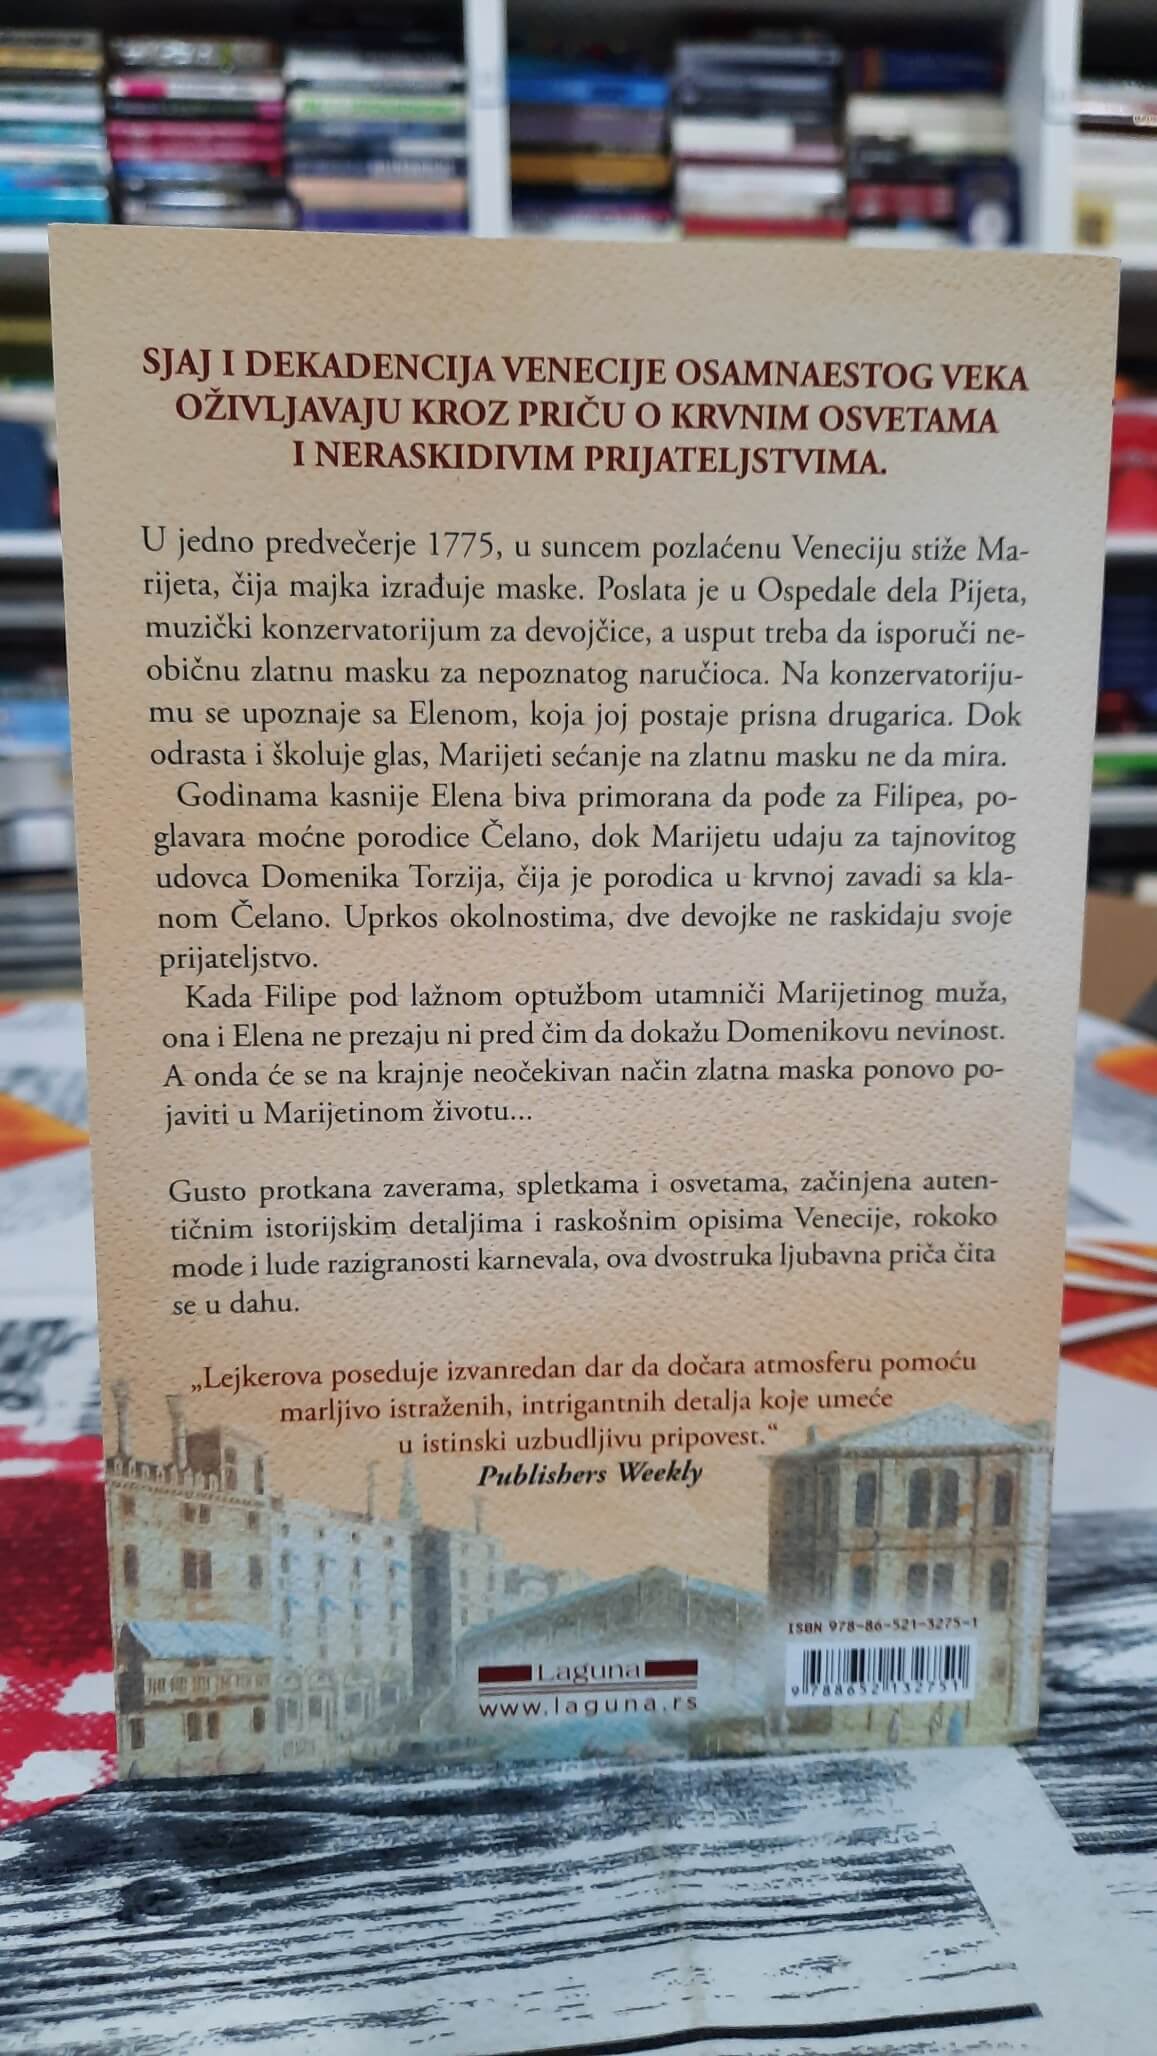 SJAJ I DEKADENCIJA VENECIJE OSAMNAESTOG VEKA
OŽIVLJAVAJU KROZ PRIČU O KRVNIM OSVETAMA
I NERASKIDIVIM PRIJATELJSTVIMA.
U jedno predvečerje 1775, u suncem pozlaćenu Veneciju stiže Ma-
rijeta, čija majka izrađuje maske. Poslata je u Ospedale dela Pijeta,
muzički konzervatorijum za devojčice, a usput treba da isporuči ne-
običnu zlatnu masku za nepoznatog naručioca. Na konzervatoriju-
mu se upoznaje sa Elenom, koja joj postaje prisna drugarica. Dok
odrasta i školuje glas, Marijeti sećanje na zlatnu masku ne da mira.
Godinama kasnije Elena biva primorana da pođe za Filipea, po-
glavara moćne porodice Čelano, dok Marijetu udaju za tajnovitog
udovca Domenika Torzija, čija je porodica u krvnoj zavadi sa kla-
nom Čelano. Uprkos okolnostima, dve devojke ne raskidaju svoje
prijateljstvo.
Kada Filipe pod lažnom optužbom utamniči Marijetinog muža,
ona i Elena ne prezaju ni pred čim da dokažu Domenikovu nevinost.
A onda će se na krajnje neočekivan način zlatna maska ponovo po-
javiti u Marijetinom životu...
Gusto protkana zaverama, spletkama i osvetama, začinjena auten-
tičnim istorijskim detaljima i raskošnim opisima Venecije, rokoko
mode i lude razigranosti karnevala, ova dvostruka ljubavna priča čita
se u dahu.
„Lejkerova poseduje izvanredan dar da dočara atmosferu pomoću
marljivo istraženih, intrigantnih detalja koje umeće
u istinski uzbudljivu pripovest.“
Publishers Weekly
ISBN 978-86-521-3275-1
Laguna
www.laguna.rs
9 788652 132751